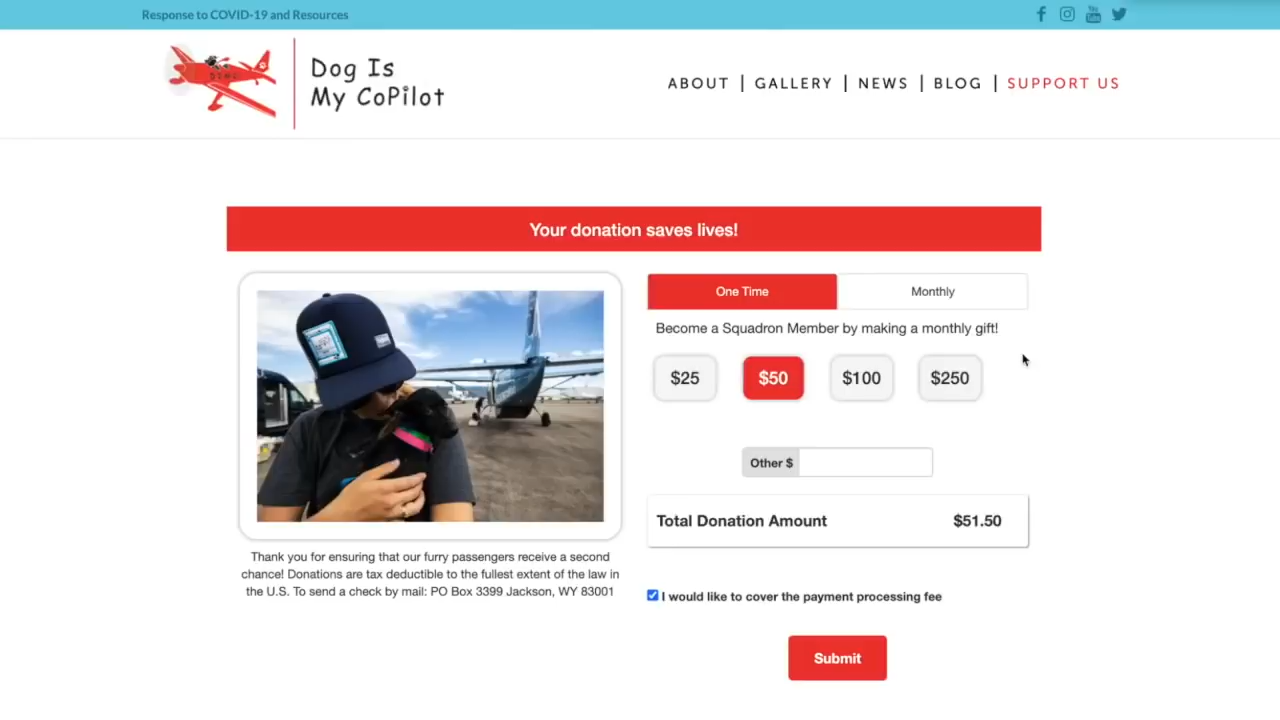 Response to COVID-19 and Resources
Dog Is
My CoPilot
ABOUT | GALLERY | NEWS | BLOG | SUPPORT US
Your donation saves lives!
One Time
Monthly
Become a Squadron Member by making a monthly gift!
$25
$50
$100
$250
Other $
Total Donation Amount $51.50
I would like to cover the payment processing fee
Submit
Thank you for ensuring that our furry passengers receive a second
chance! Donations are tax deductible to the fullest extent of the law in
the U.S. To send a check by mail: PO Box 3399 Jackson, WY 83001